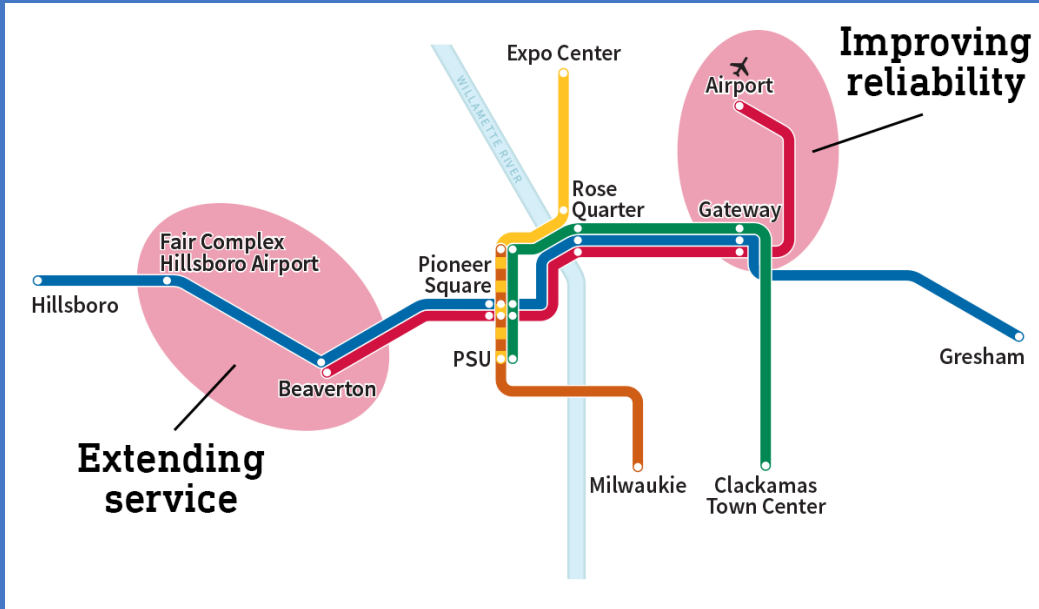 Improving
reliability
Expo Center
Airport
WILLAMETTE RIVER
Rose
Quarter
Gateway
Fair Complex
Hillsboro Airport
Pioneer
Square
Hillsboro
PSU
Gresham
Beaverton
Extending
service
Milwaukie
Clackamas
Town Center